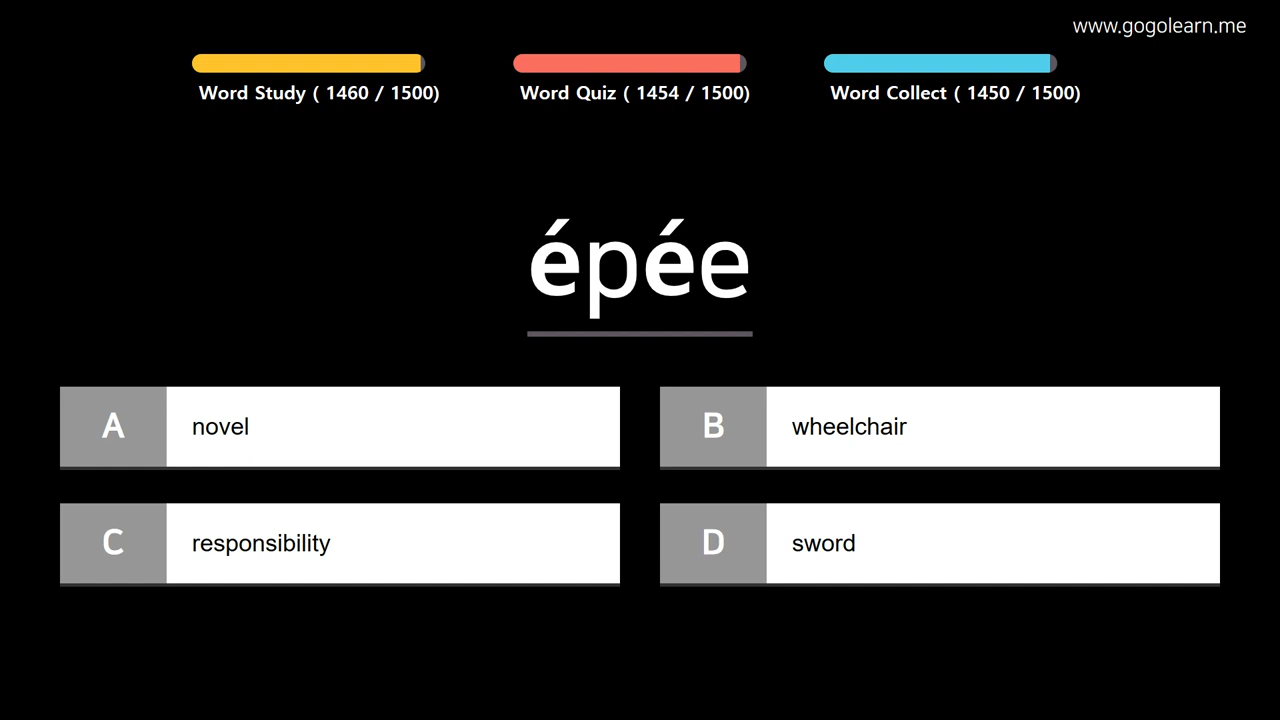 www.gogolearn.me
Word Study ( 1460 / 1500)
Word Quiz ( 1454 / 1500)
Word Collect ( 1450 / 1500)
épée
A novel
B wheelchair
C responsibility
D sword